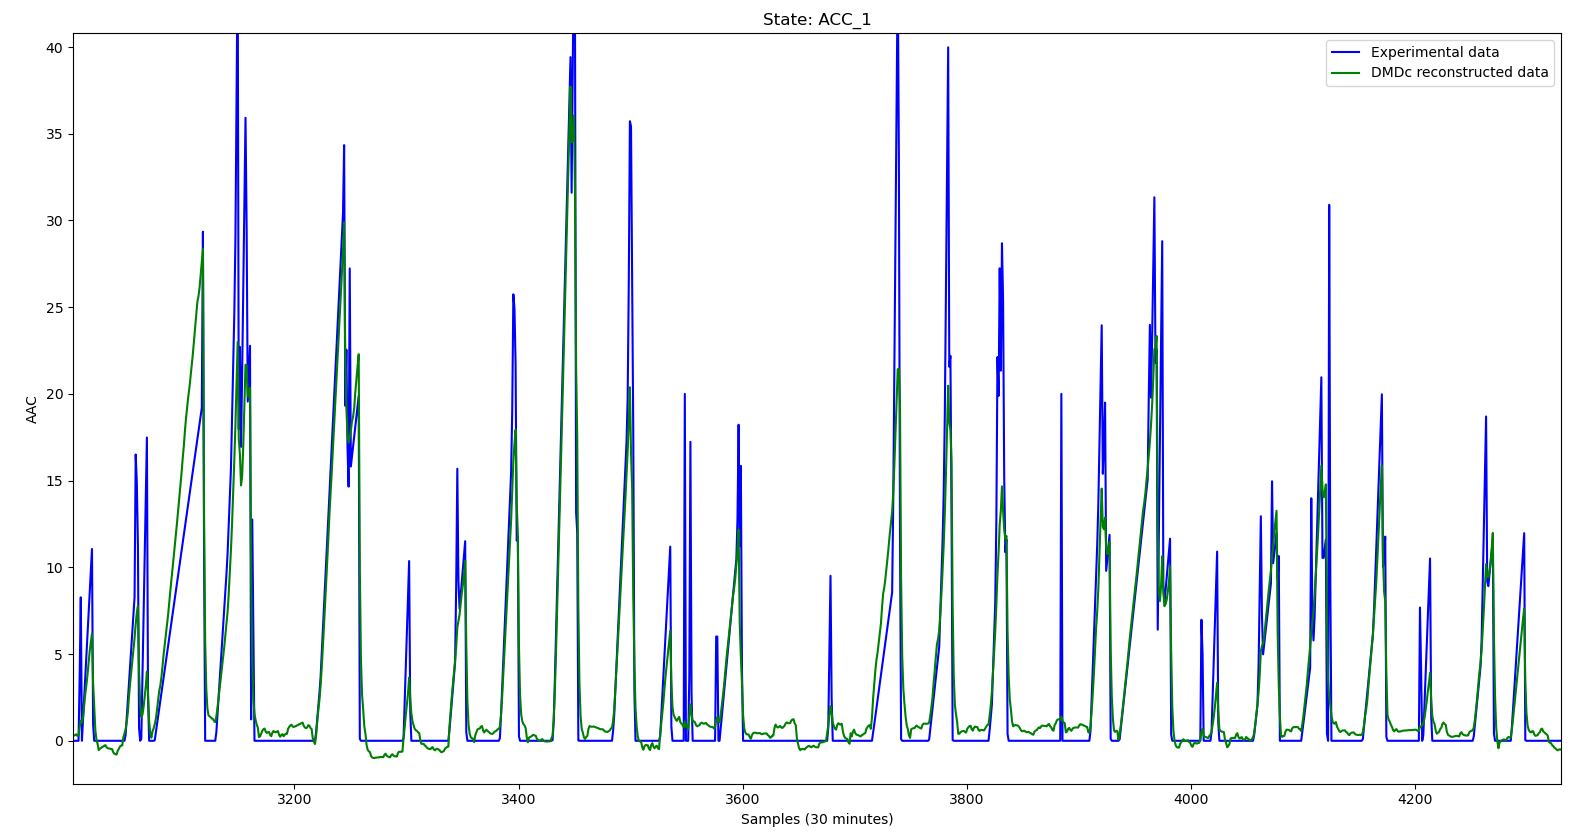 State: ACC_1
Experimental data
DMDc reconstructed data
40
35
30
25
20
15
10
5
0
AAC
3200 3400 3600 3800 4000 4200
Samples (30 minutes)